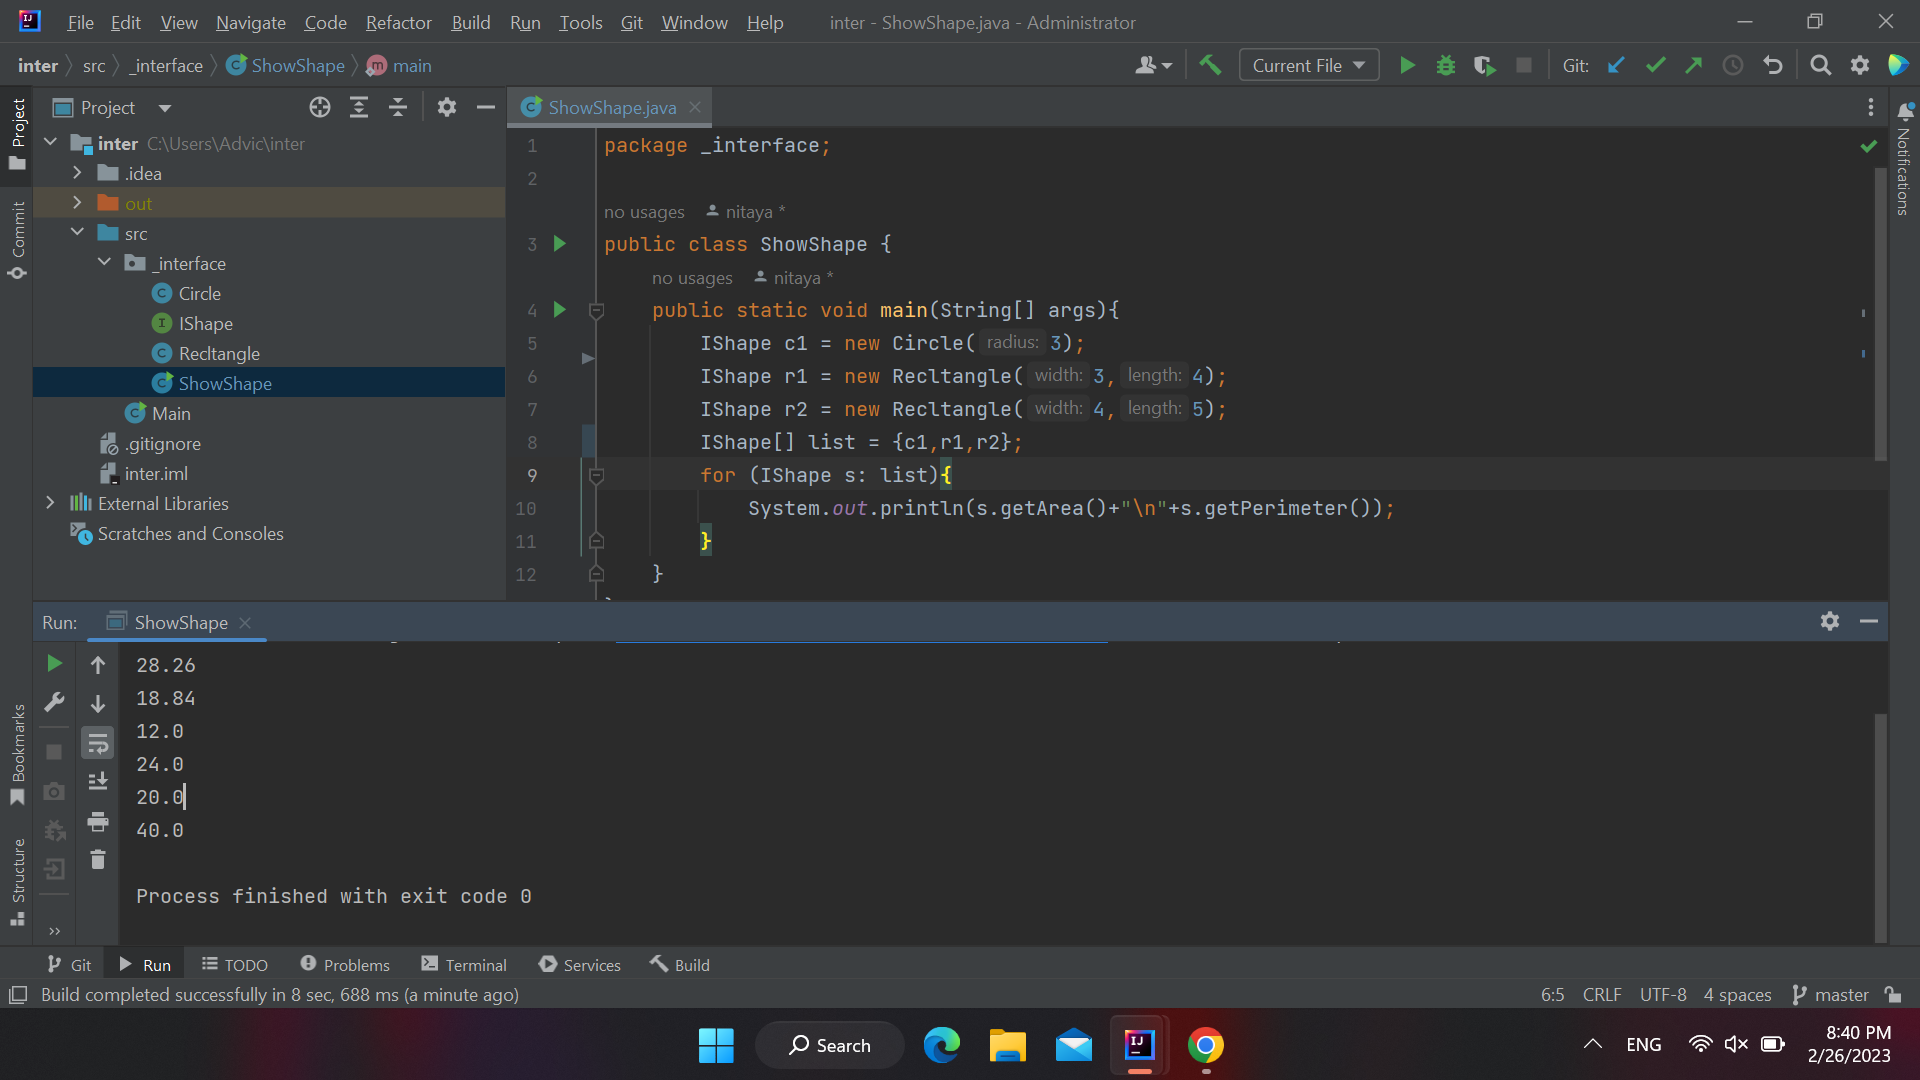 File Edit View Navigate Code Refactor Build Run Tools Git Window Help inter - ShowShape.java - Administrator
inter src _interface ShowShape main Current File Git:
Project
ShowShape.java
inter C:\Users\Advic\inter
.idea
out
src
_interface
Circle
IShape
Recltangle
ShowShape
Main
.gitignore
inter.iml
External Libraries
Scratches and Consoles
Project
Commit
Bookmarks
Structure
Notifications
1 package _interface;
2
no usages nitaya *
3 public class ShowShape {
no usages nitaya *
4 public static void main(String[] args){
5 IShape c1 = new Circle( radius: 3);
6 IShape r1 = new Recltangle( width: 3, length: 4);
7 IShape r2 = new Recltangle( width: 4, length: 5);
8 IShape[] list = {c1,r1,r2};
9 for (IShape s: list){
10 System.out.println(s.getArea()+"\n"+s.getPerimeter());
11 }
12 }
Run: ShowShape
28.26
18.84
12.0
24.0
20.0
40.0
Process finished with exit code 0
Git Run TODO Problems Terminal Services Build
Build completed successfully in 8 sec, 688 ms (a minute ago) 6:5 CRLF UTF-8 4 spaces master
Search
ENG
8:40 PM
2/26/2023